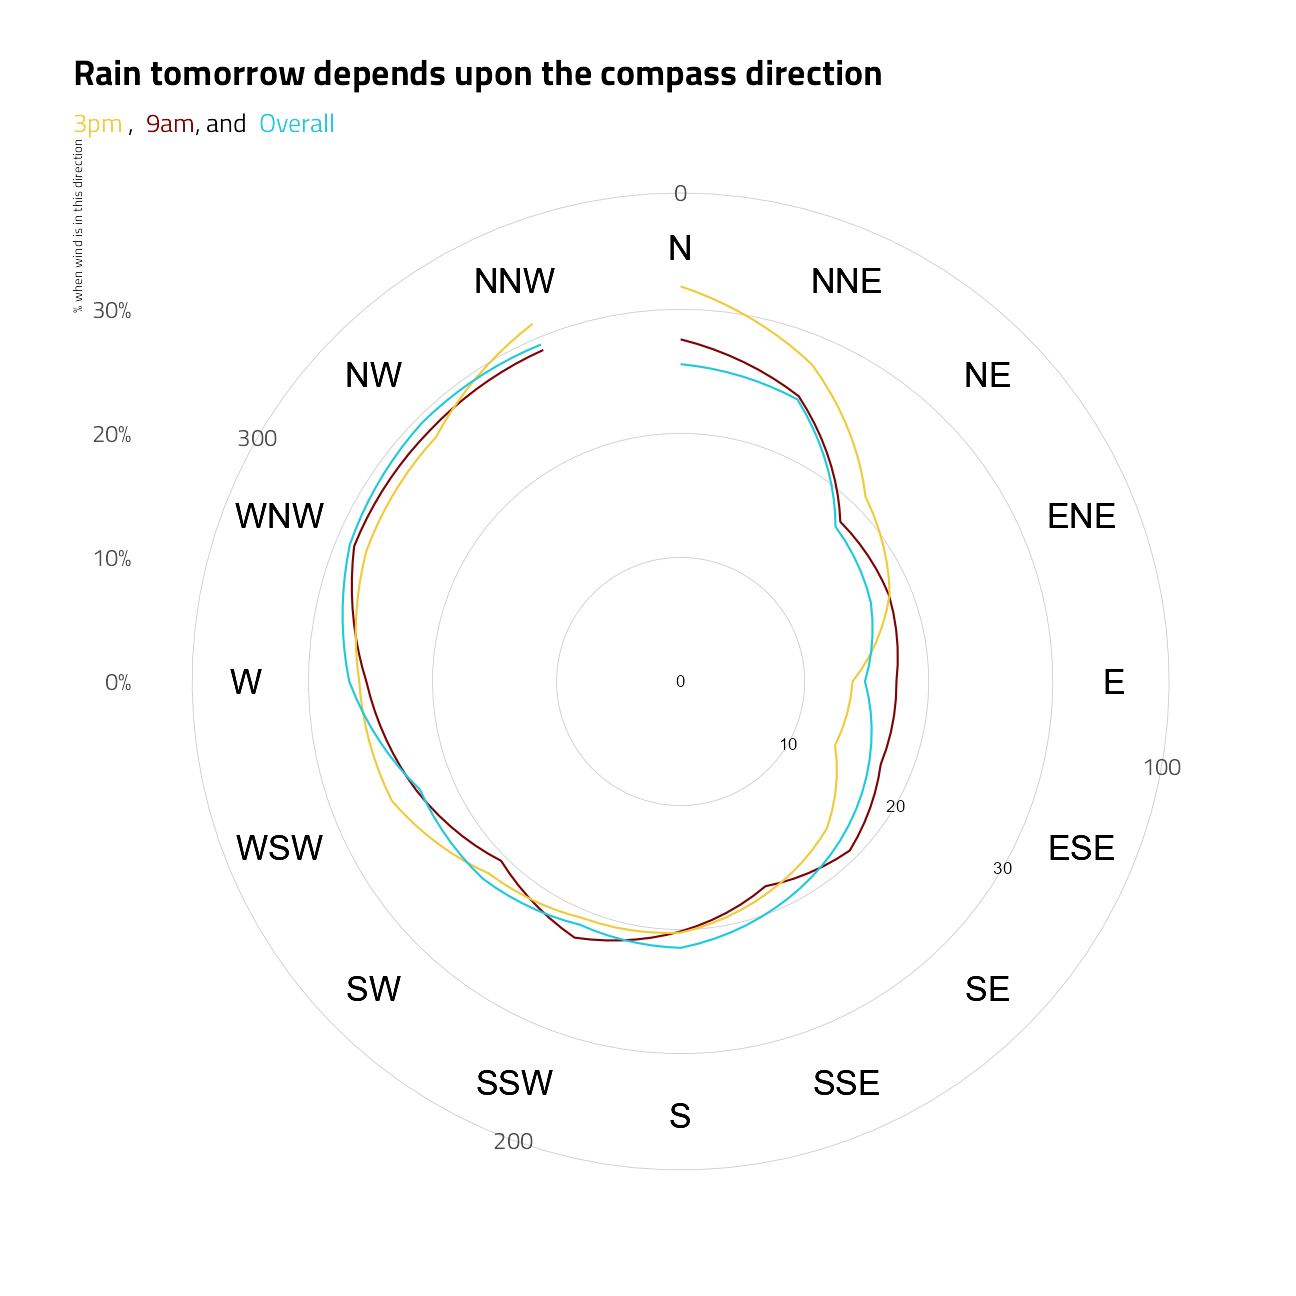 Rain tomorrow depends upon the compass direction
3pm , 9am, and Overall
% when wind is in this direction
0
N
NNW
NNE
30%
NW
NE
20%
300
WNW
ENE
10%
W
0%
0
E
10
100
20
WSW
ESE
30
SW
SE
SSW
SSE
S
200